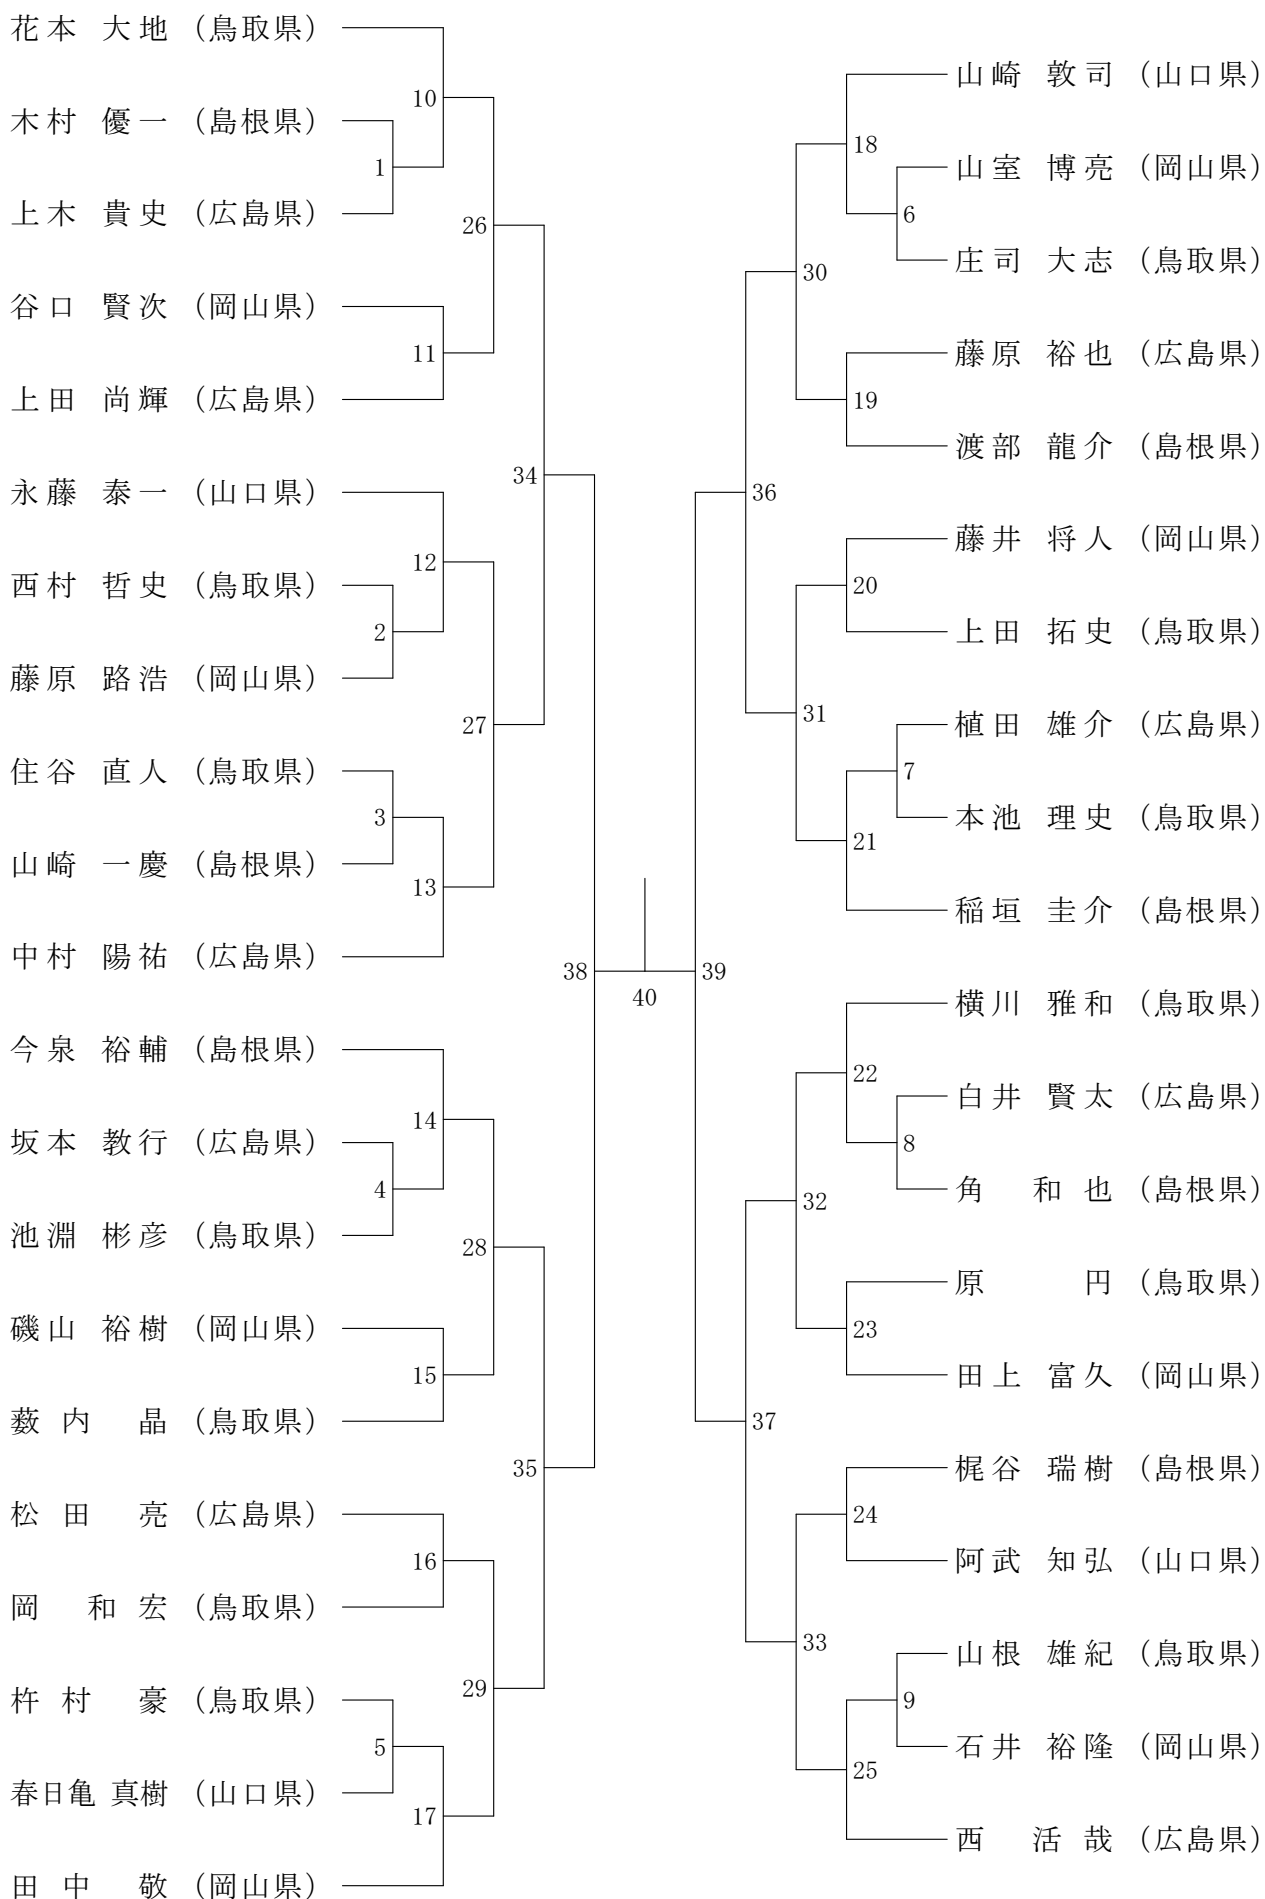 花本 大地 (鳥取県)
木村 優一 (島根県)
上木 貴史 (広島県)
谷口 賢次 (岡山県)
上田 尚輝 (広島県)
永藤 泰一 (山口県)
西村 哲史 (鳥取県)
藤原 路浩 (岡山県)
住谷 直人 (鳥取県)
山崎 一慶 (島根県)
中村 陽祐 (広島県)
今泉 裕輔 (島根県)
坂本 教行 (広島県)
池淵 彬彦 (鳥取県)
磯山 裕樹 (岡山県)
薮内 晶 (鳥取県)
松田 亮 (広島県)
岡 和宏 (鳥取県)
杵村 豪 (鳥取県)
春日亀 真樹 (山口県)
田中 敬 (岡山県)
1
2
3
4
5
10
11
12
13
14
15
16
17
26
27
28
29
34
35
38
40
39
36
37
30
31
32
33
18
19
20
21
22
23
24
25
6
7
8
9
山崎 敦司 (山口県)
山室 博亮 (岡山県)
庄司 大志 (鳥取県)
藤原 裕也 (広島県)
渡部 龍介 (島根県)
藤井 将人 (岡山県)
上田 拓史 (鳥取県)
植田 雄介 (広島県)
本池 理史 (鳥取県)
稲垣 圭介 (島根県)
横川 雅和 (鳥取県)
白井 賢太 (広島県)
角 和也 (島根県)
原 円 (鳥取県)
田上 富久 (岡山県)
梶谷 瑞樹 (島根県)
阿武 知弘 (山口県)
山根 雄紀 (鳥取県)
石井 裕隆 (岡山県)
西 活哉 (広島県)